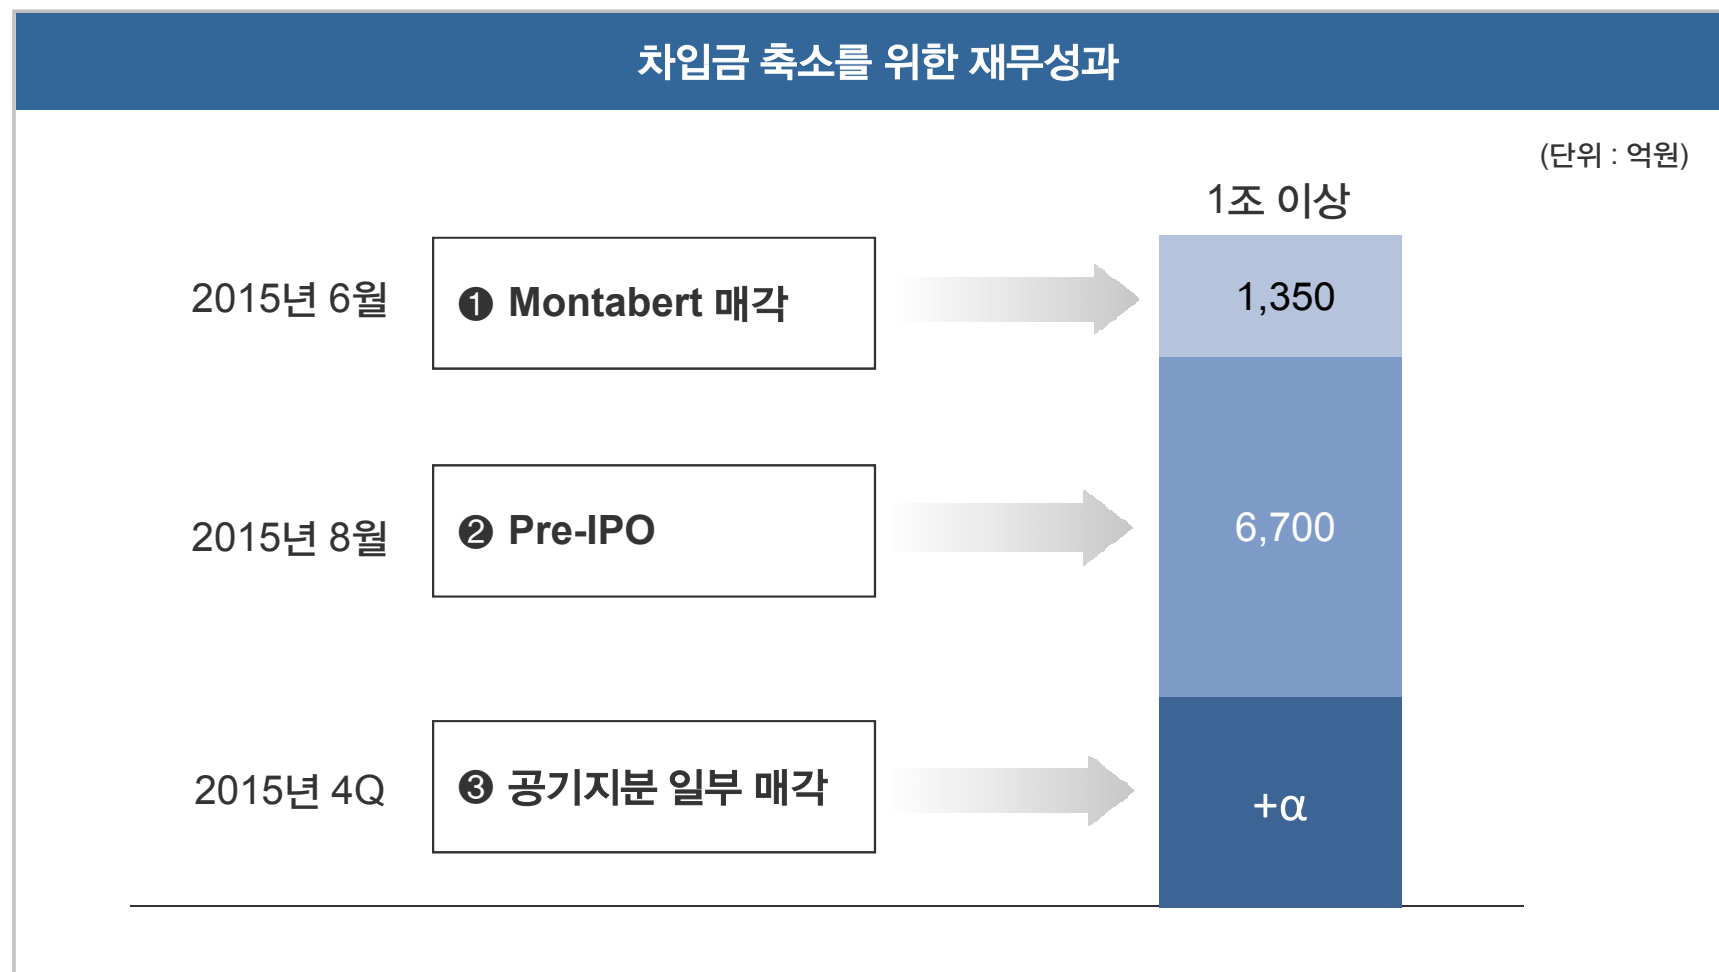 차입금 축소를 위한 재무성과
(단위 : 억원)
1조 이상
2015년 6월
❶ Montabert 매각
1,350
2015년 8월
❷ Pre-IPO
6,700
2015년 4Q
❸ 공기지분 일부 매각
+α